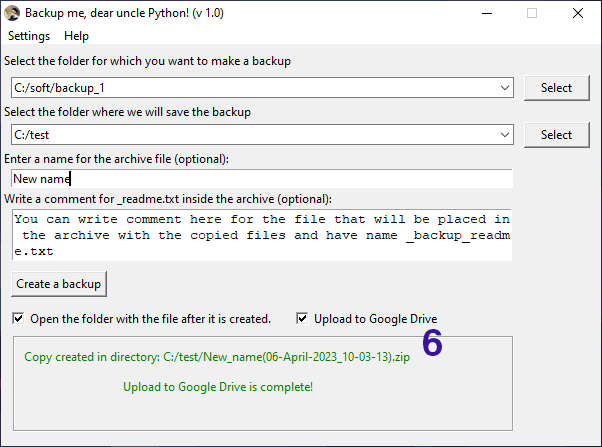 Backup me, dear uncle Python! (v 1.0)
Settings Help
Select the folder for which you want to make a backup
C:/soft/backup_1 Select
Select the folder where we will save the backup
C:/test Select
Enter a name for the archive file (optional):
New name
Write a comment for _readme.txt inside the archive (optional):
You can write comment here for the file that will be placed in
the archive with the copied files and have name _backup_readm
e.txt
Create a backup
Open the folder with the file after it is created. Upload to Google Drive
6
Copy created in directory: C:/test/New_name(06-April-2023_10-03-13).zip
Upload to Google Drive is complete!